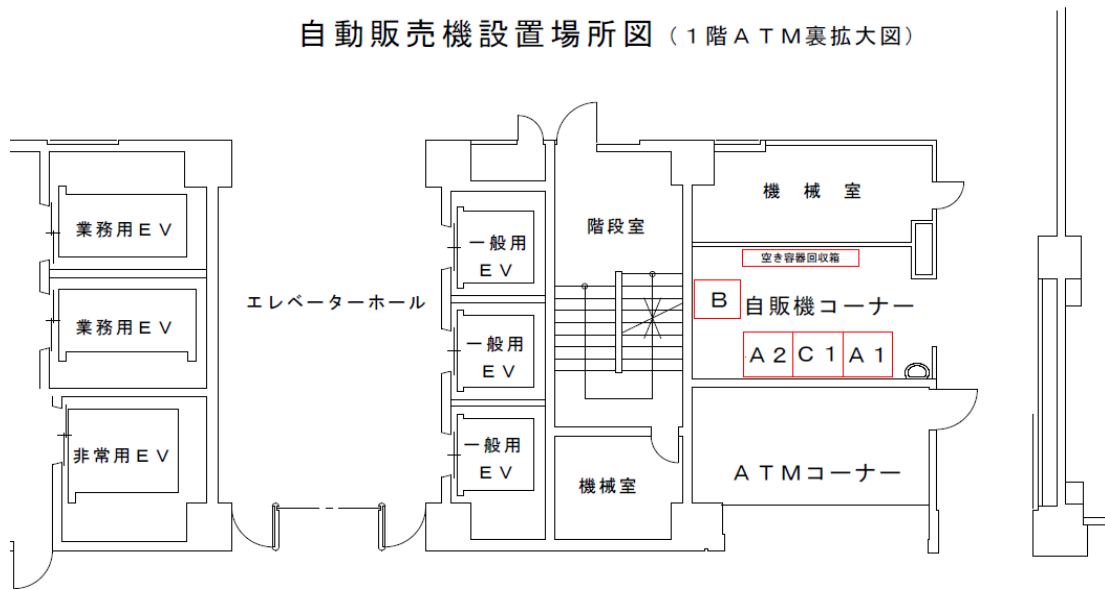 自動販売機設置場所図（１階ＡＴＭ裏拡大図）
業務用ＥＶ
業務用ＥＶ
非常用ＥＶ
エレベーターホール
一般用
ＥＶ
一般用
ＥＶ
一般用
ＥＶ
階段室
機械室
機 械 室
空き容器回収箱
Ｂ
自販機コーナー
Ａ２
Ｃ１
Ａ１
ＡＴＭコーナー